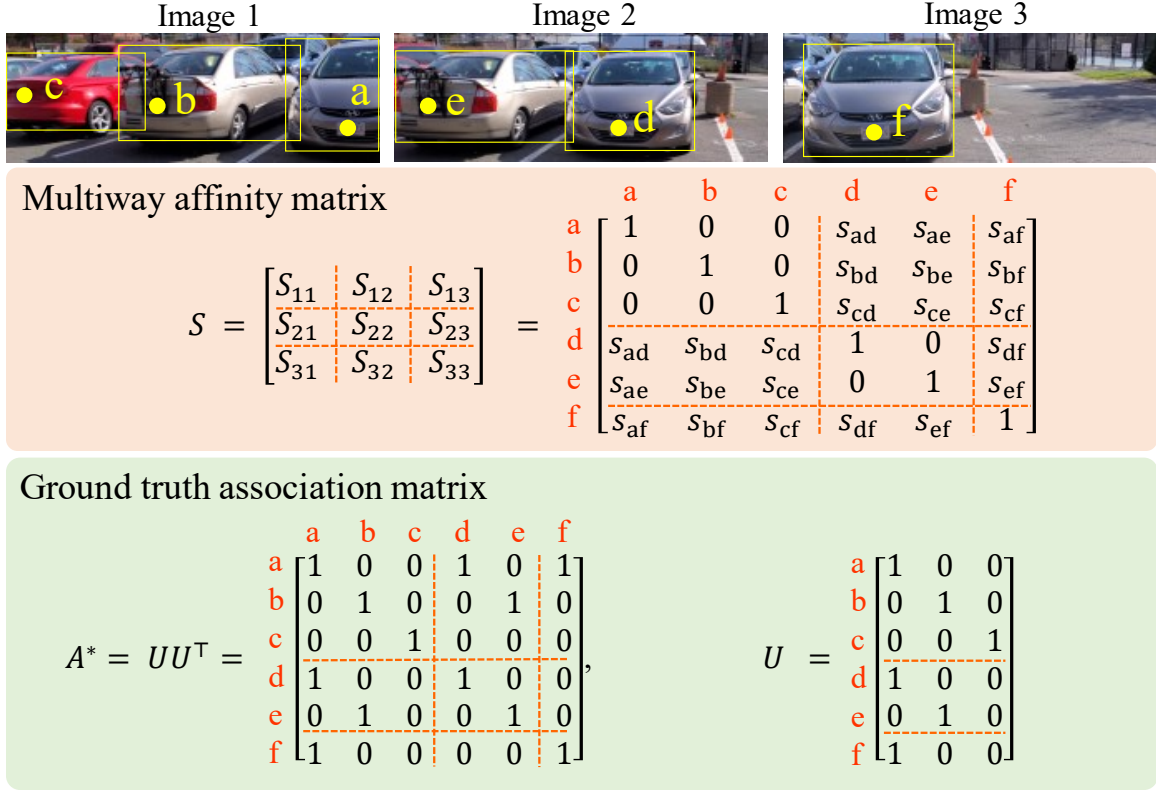 Image 1 Image 2 Image 3
c b a e d f
Multiway affinity matrix
a b c d e f
a 1 0 0 s_ad s_ae s_af
b 0 1 0 s_bd s_be s_bf
c 0 0 1 s_cd s_ce s_cf
d s_ad s_bd s_cd 1 0 s_df
e s_ae s_be s_ce 0 1 s_ef
f s_af s_bf s_cf s_df s_ef 1
S = [S_11 S_12 S_13
S_21 S_22 S_23
S_31 S_32 S_33] =
Ground truth association matrix
a b c d e f
a 1 0 0 1 0 1
b 0 1 0 0 1 0
c 0 0 1 0 0 0
d 1 0 0 1 0 0
e 0 1 0 0 1 0
f 1 0 0 0 0 1
A* = UU⊤ = ,
U =
a 1 0 0
b 0 1 0
c 0 0 1
d 1 0 0
e 0 1 0
f 1 0 0